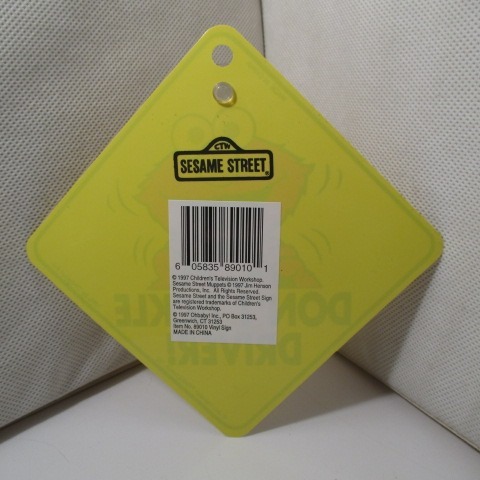 CTW
SESAME STREET®
6 05835 89010 1
© 1997 Children's Television Workshop.
Sesame Street Muppets © 1997 Jim Henson
Productions, Inc. All Rights Reserved.
Sesame Street and the Sesame Street Sign
are registered trademarks of Children's
Television Workshop.
© 1997 Ohbaby! Inc., PO Box 31253,
Greenwich, CT 31253
Item No. 89010 Vinyl Sign
MADE IN CHINA
DRIVER!